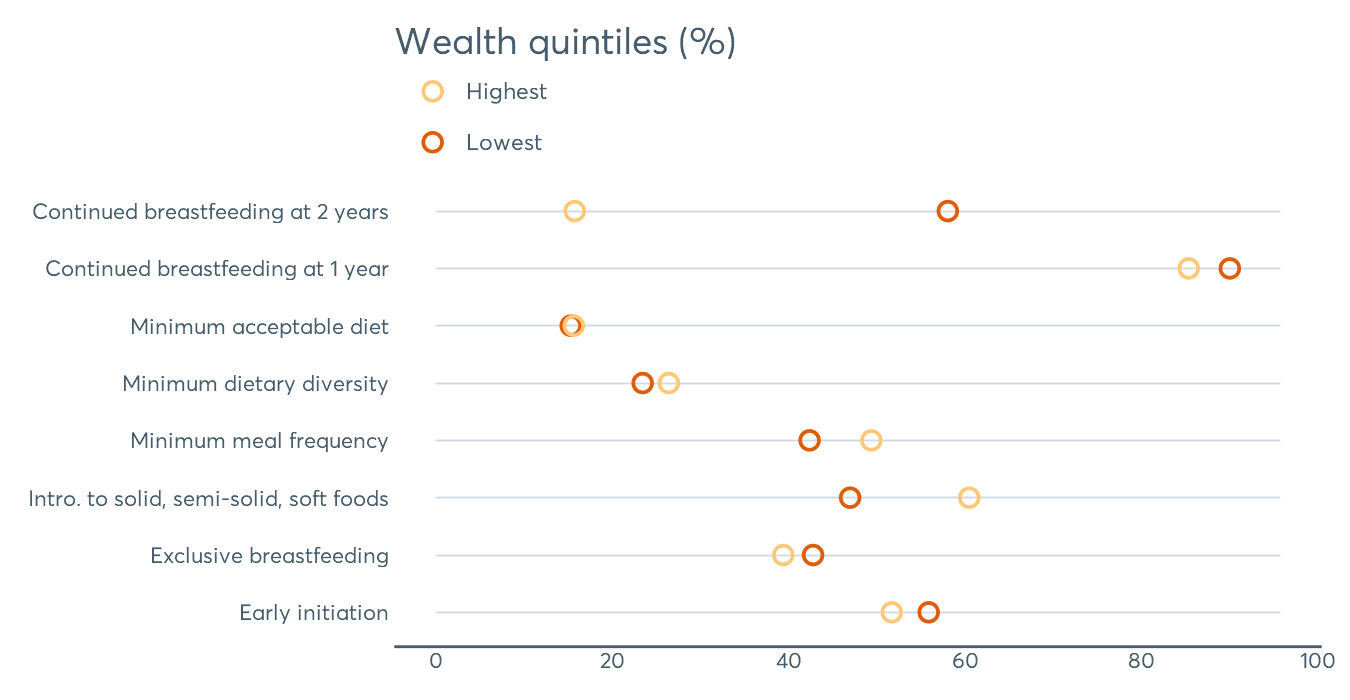 Wealth quintiles (%)
Highest
Lowest
Continued breastfeeding at 2 years
Continued breastfeeding at 1 year
Minimum acceptable diet
Minimum dietary diversity
Minimum meal frequency
Intro. to solid, semi-solid, soft foods
Exclusive breastfeeding
Early initiation
0 20 40 60 80 100